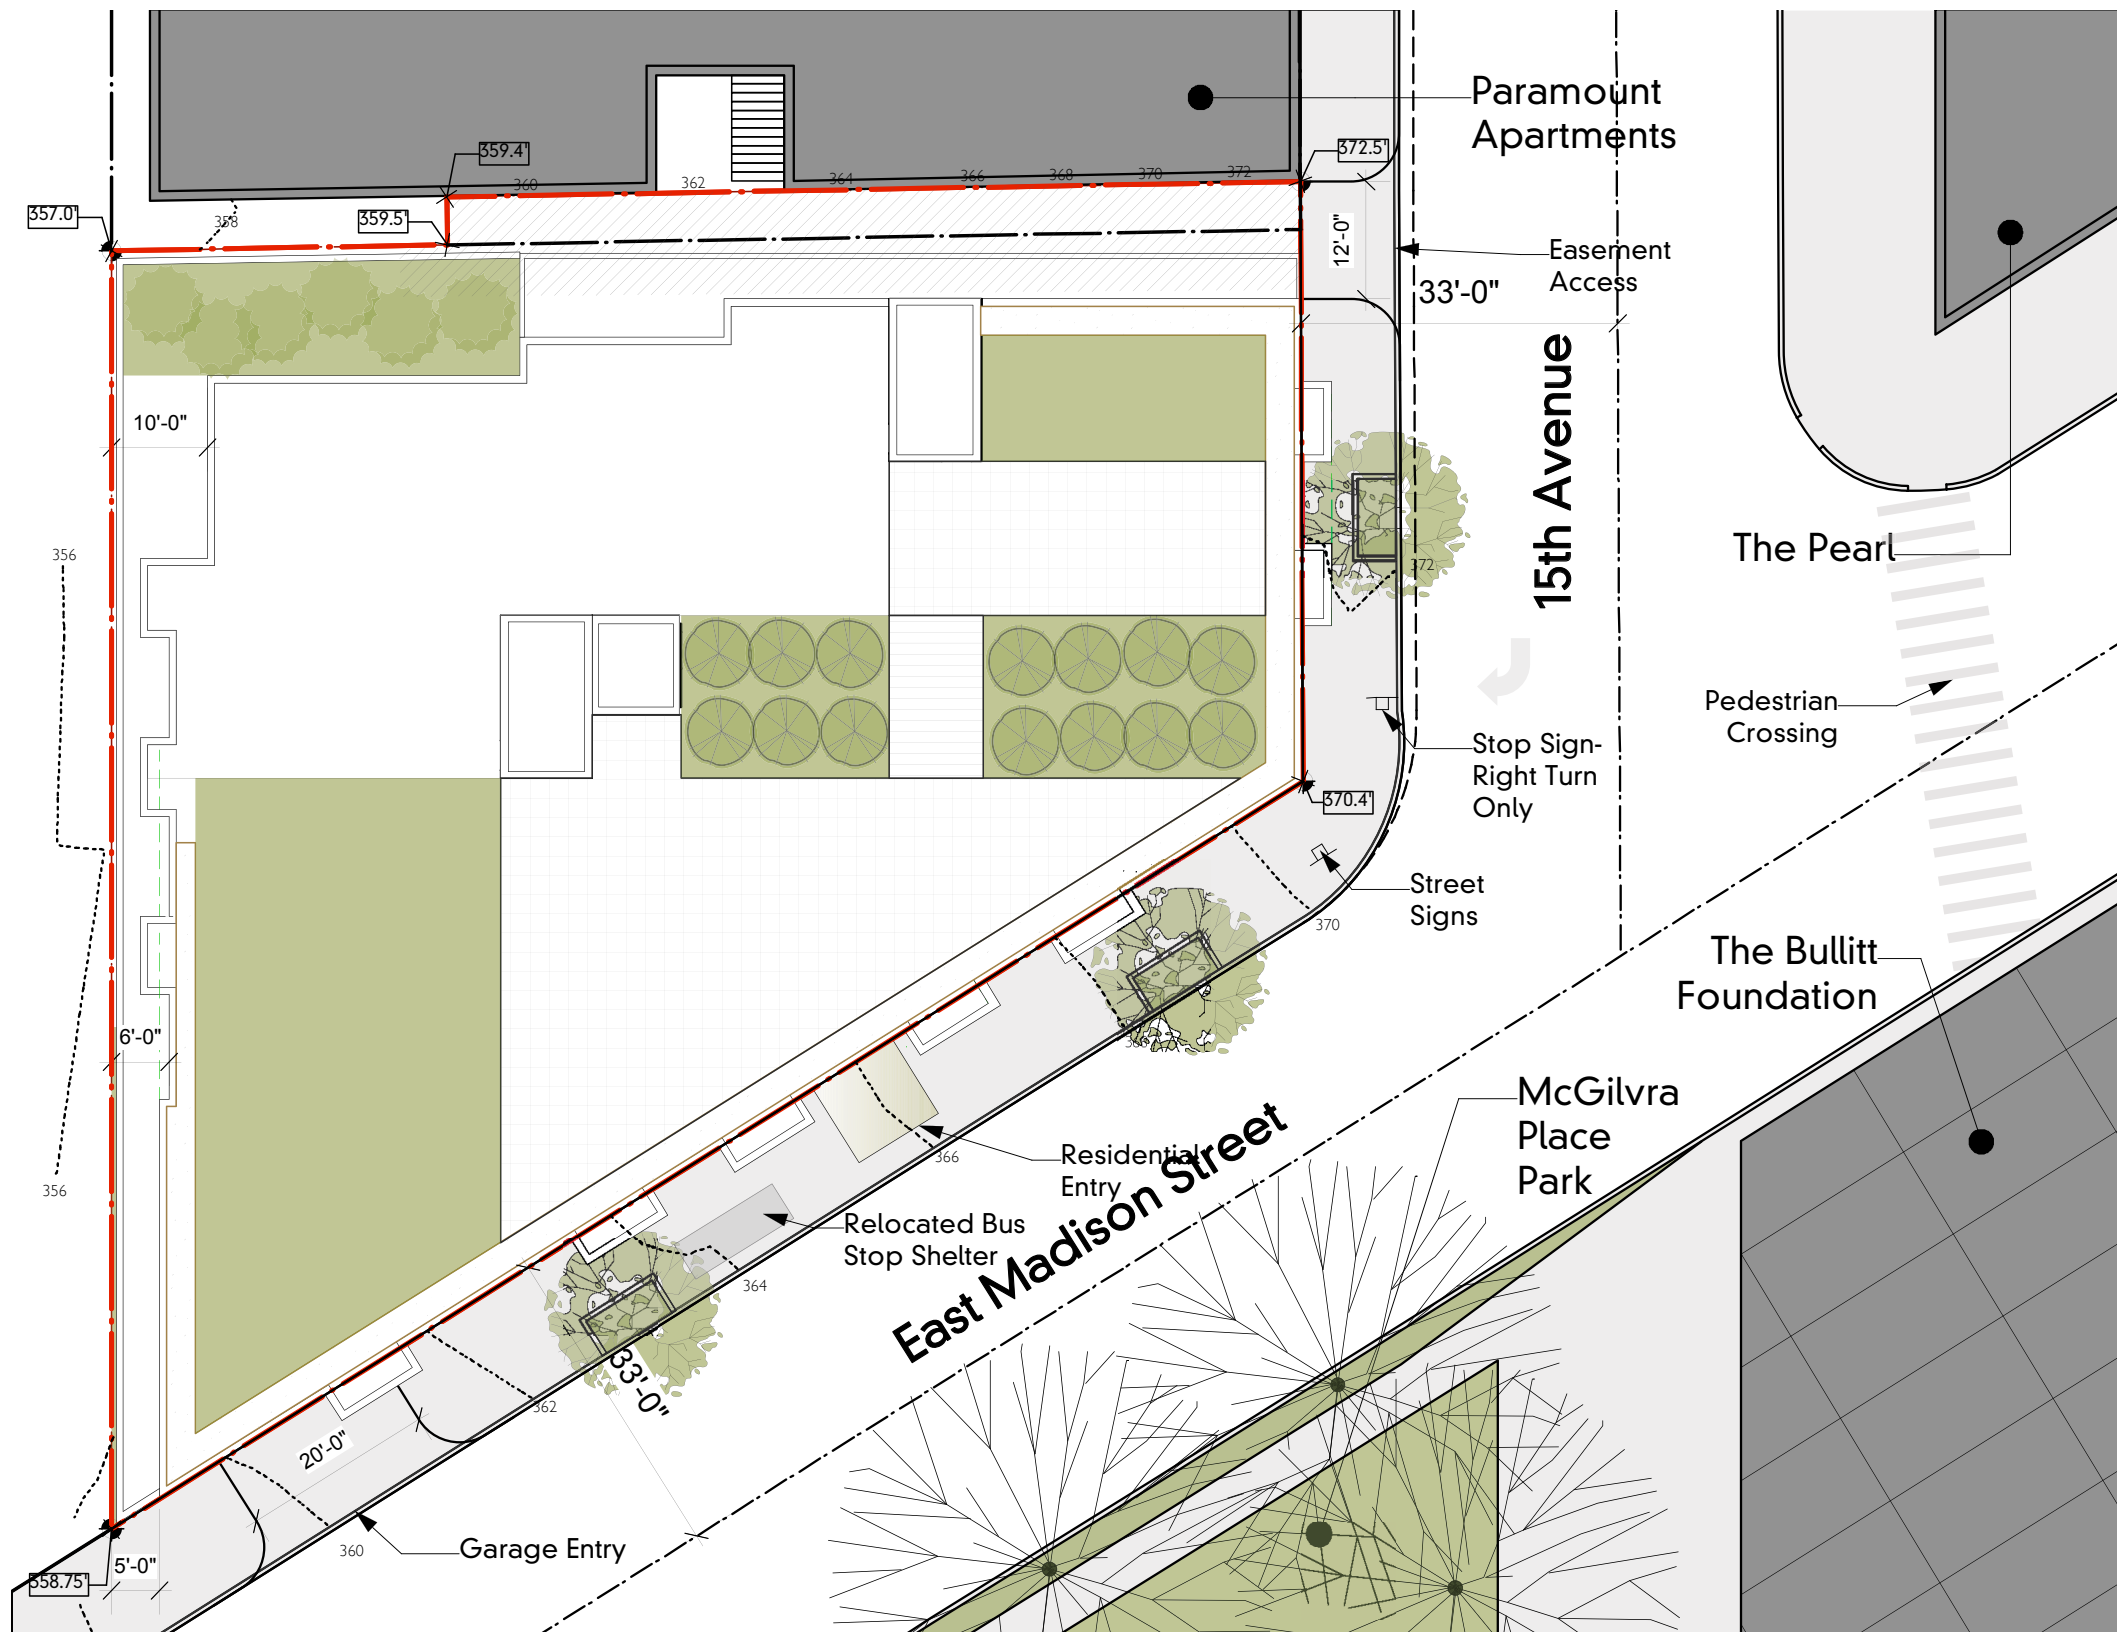 Paramount
Apartments
359.4'
372.5'
360
362
364
366
368
370
372
357.0'
358
359.5'
12'-0"
Easement
Access
33'-0"
10'-0"
15th Avenue
356
The Pearl
372
Pedestrian
Crossing
Stop Sign-
Right Turn
Only
370.4'
Street
Signs
370
The Bullitt
Foundation
6'-0"
McGilvra
Place
Park
366
Residential
Entry
356
East Madison Street
Relocated Bus
Stop Shelter
364
33'-0"
362
20'-0"
Garage Entry
360
5'-0"
358.75'